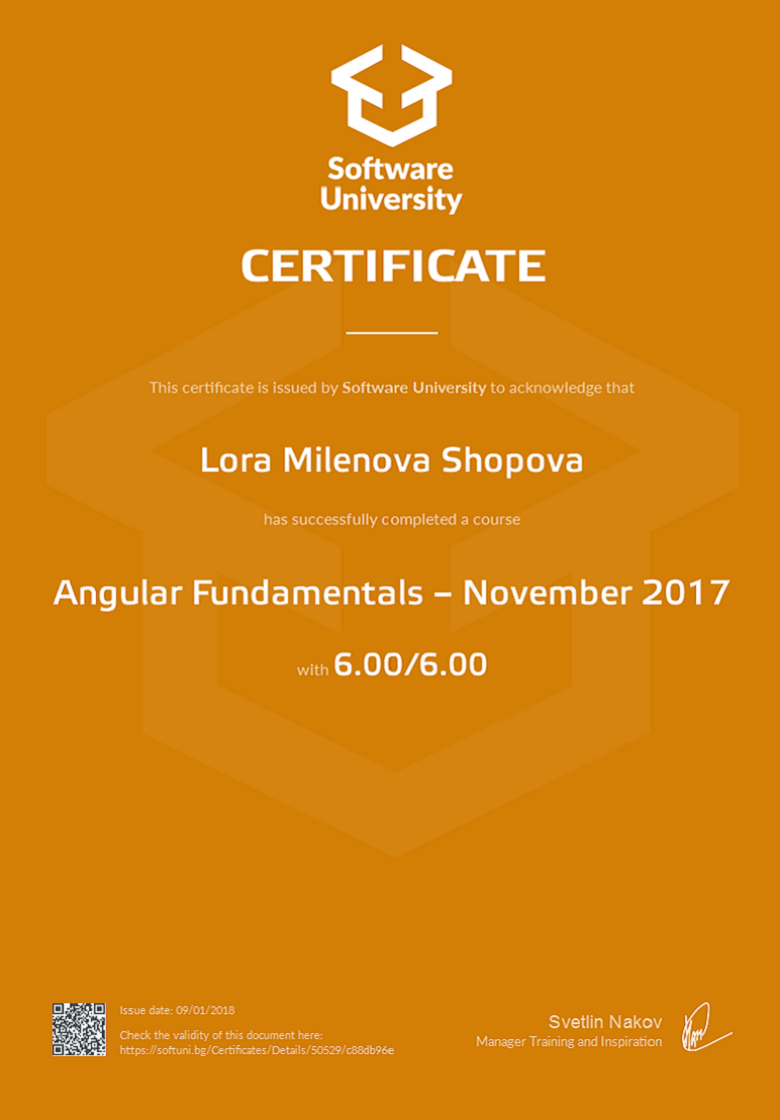 Software
University
CERTIFICATE
This certificate is issued by Software University to acknowledge that
Lora Milenova Shopova
has successfully completed a course
Angular Fundamentals – November 2017
with 6.00/6.00
Issue date: 09/01/2018
Check the validity of this document here:
https://softuni.bg/Certificates/Details/50529/c88db96e
Svetlin Nakov
Manager Training and Inspiration